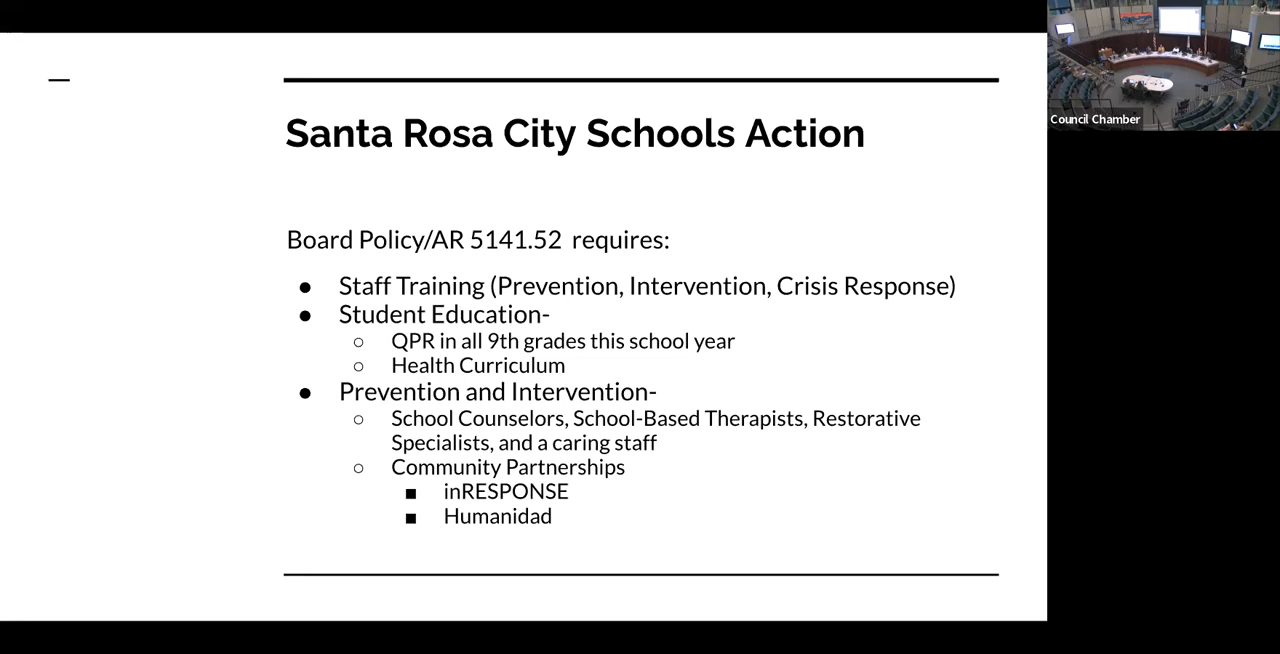 Santa Rosa City Schools Action
Board Policy/AR 5141.52 requires:
● Staff Training (Prevention, Intervention, Crisis Response)
● Student Education-
○ QPR in all 9th grades this school year
○ Health Curriculum
● Prevention and Intervention-
○ School Counselors, School-Based Therapists, Restorative
Specialists, and a caring staff
○ Community Partnerships
■ inRESPONSE
■ Humanidad
Council Chamber